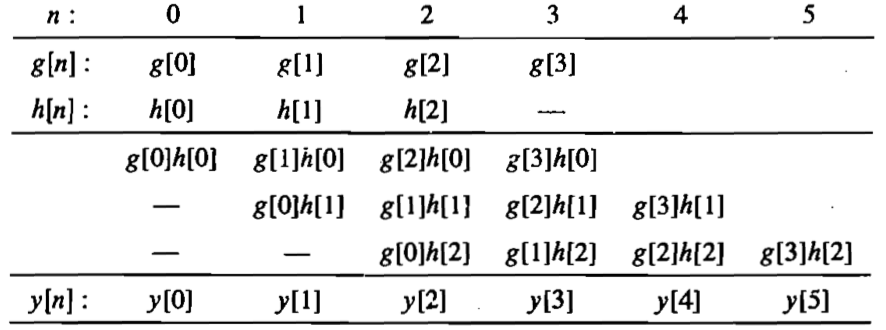 n : 0 1 2 3 4 5
g[n] : g[0] g[1] g[2] g[3]
h[n] : h[0] h[1] h[2] —
g[0]h[0] g[1]h[0] g[2]h[0] g[3]h[0]
— g[0]h[1] g[1]h[1] g[2]h[1] g[3]h[1]
— — g[0]h[2] g[1]h[2] g[2]h[2] g[3]h[2]
y[n] : y[0] y[1] y[2] y[3] y[4] y[5]